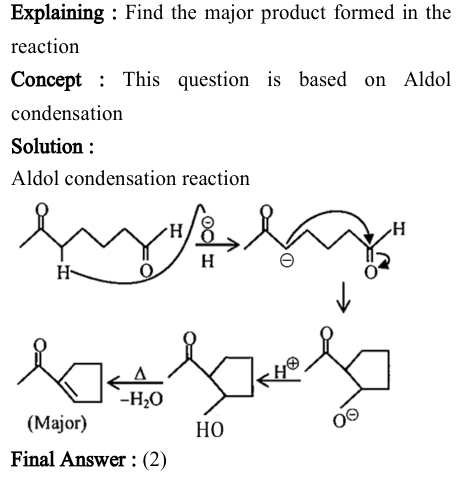 Explaining : Find the major product formed in the
reaction
Concept : This question is based on Aldol
condensation
Solution :
Aldol condensation reaction
O H ⊖ O H
H O H ⊖ O
O Δ O H⊕ O
–H₂O
(Major) HO O⊖
Final Answer : (2)